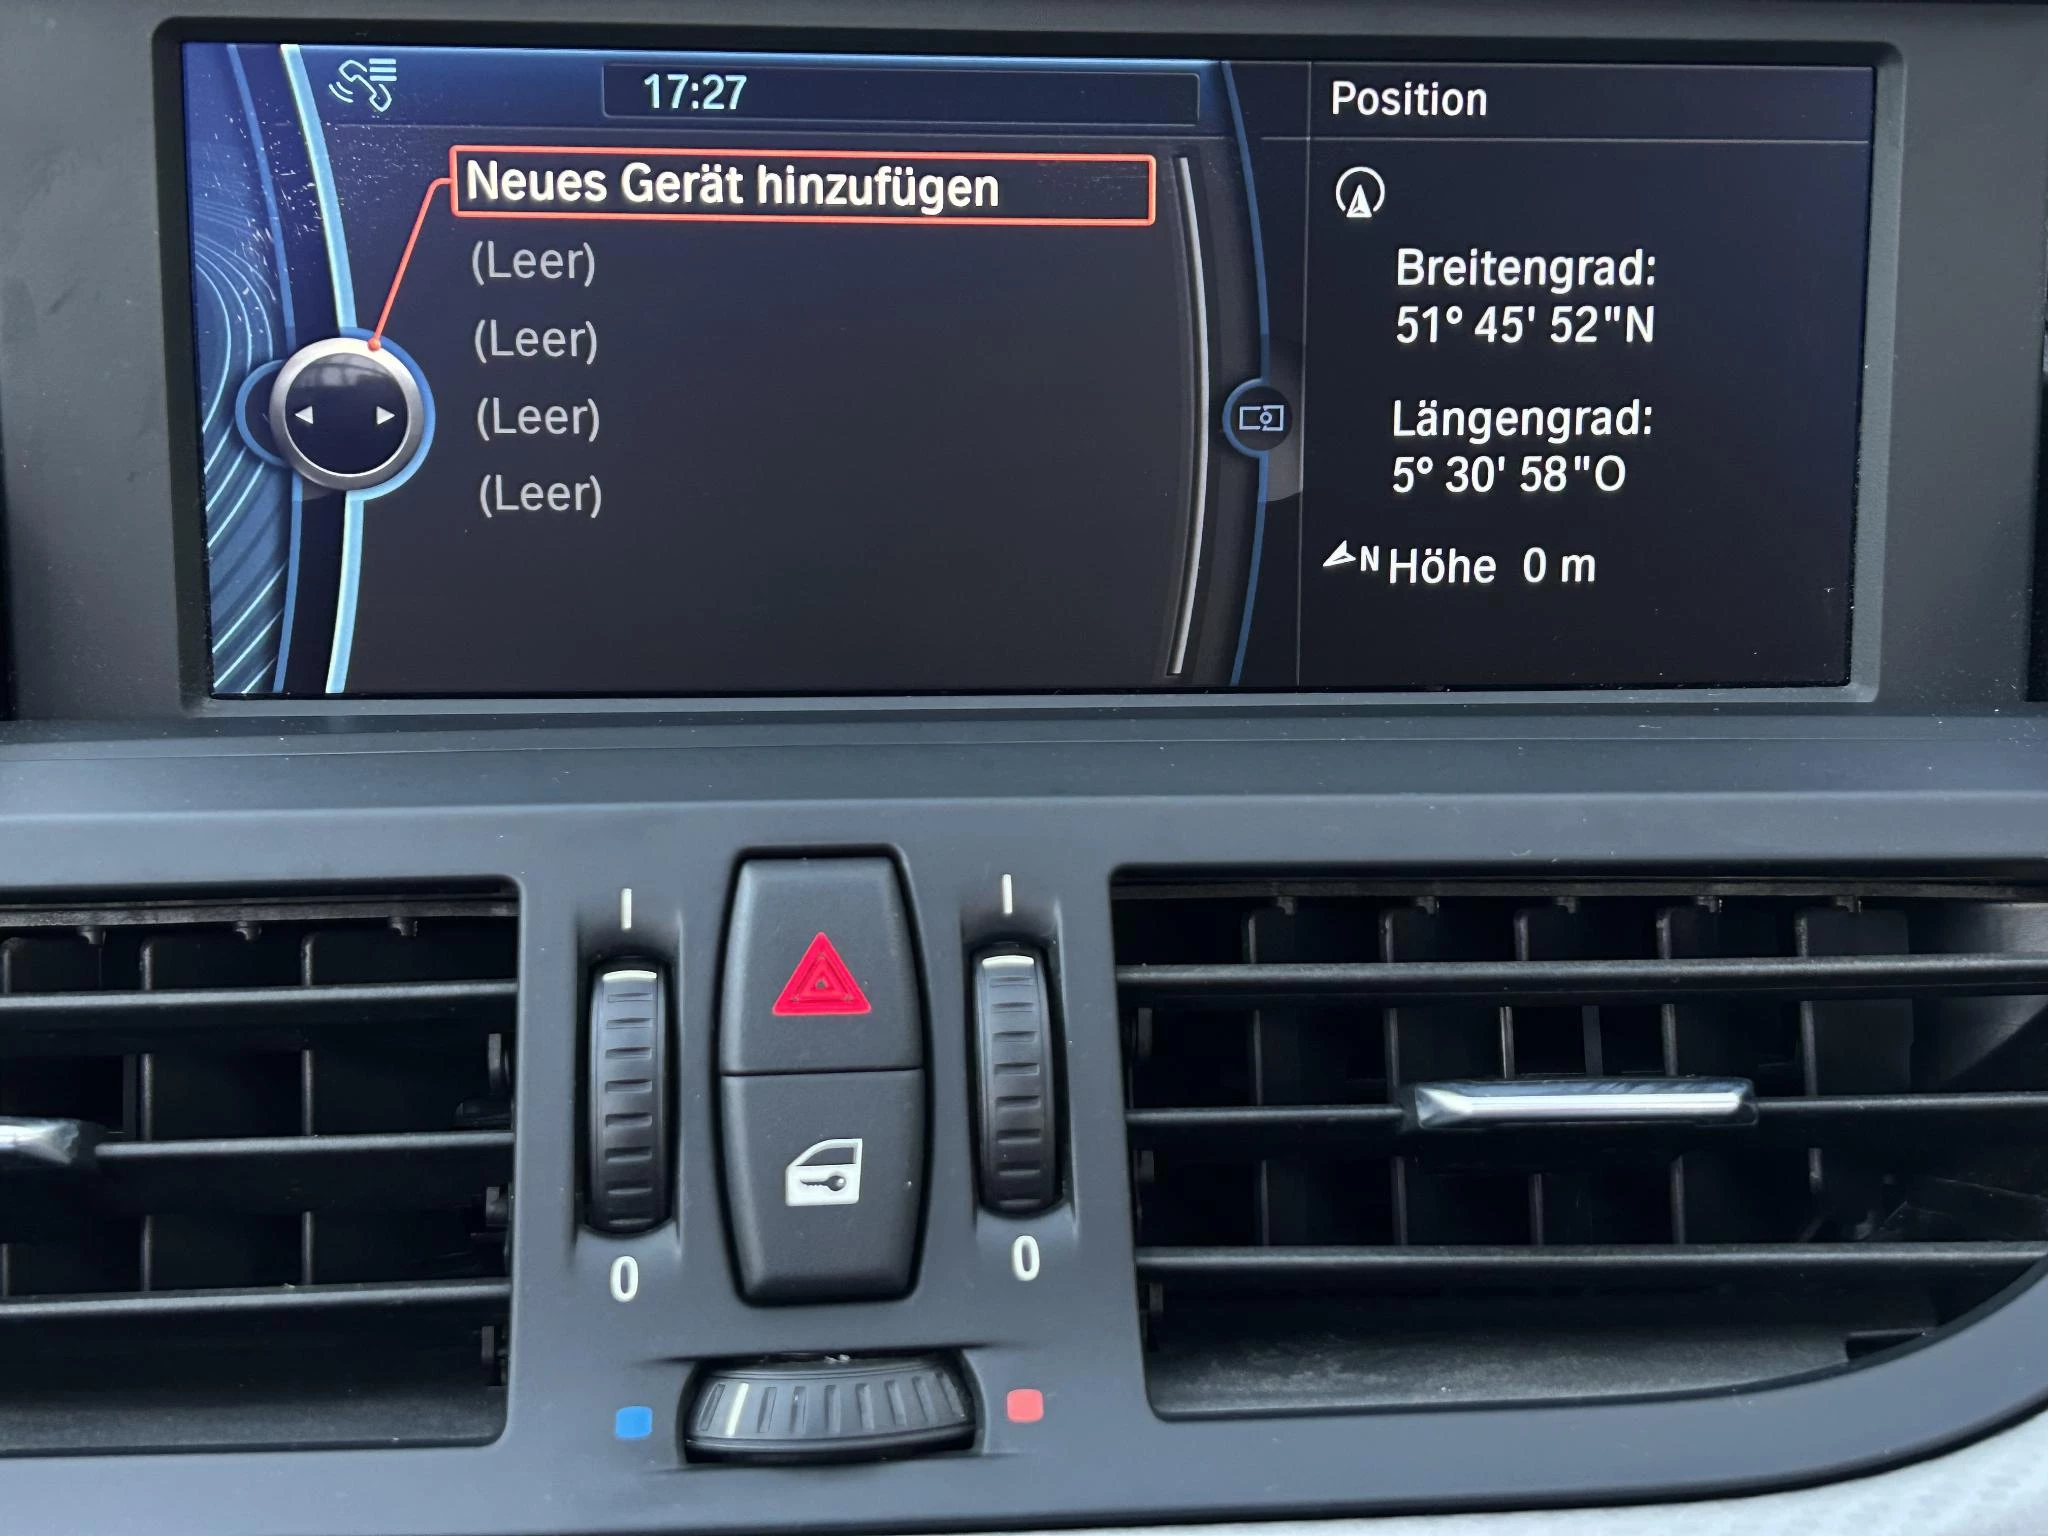 17:27
Neues Gerät hinzufügen
(Leer)
(Leer)
(Leer)
(Leer)
Position
Breitengrad:
51° 45' 52"N
Längengrad:
5° 30' 58"O
N Höhe 0 m
0
0